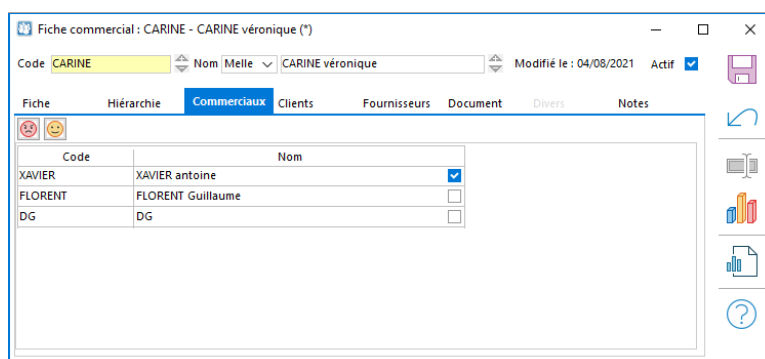 Fiche commercial : CARINE - CARINE véronique (*)
Code CARINE Nom Melle CARINE véronique Modifié le : 04/08/2021 Actif
Fiche Hiérarchie Commerciaux Clients Fournisseurs Document Divers Notes
Code Nom
XAVIER XAVIER antoine
FLORENT FLORENT Guillaume
DG DG